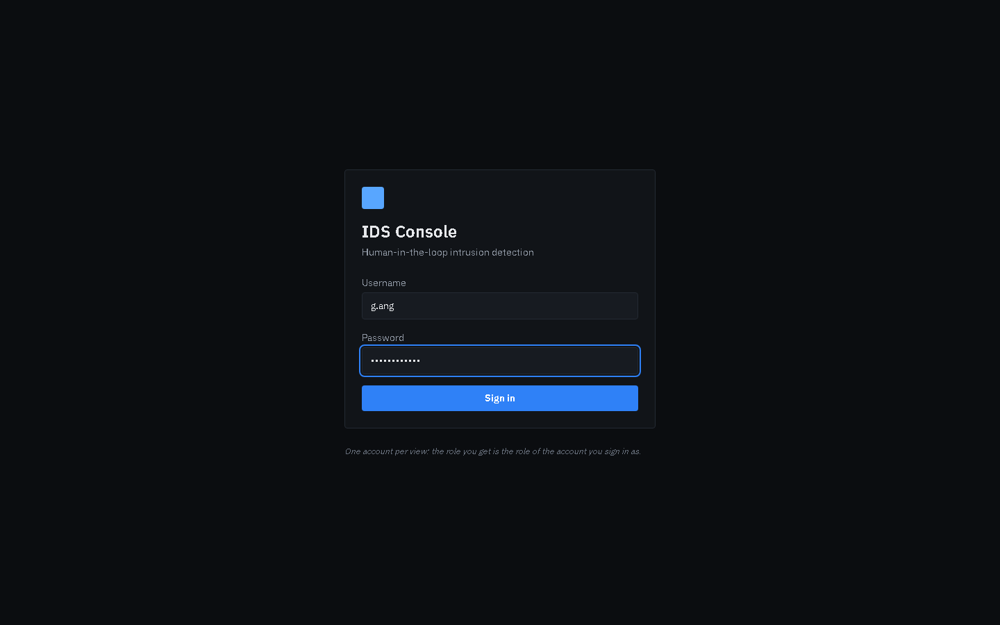 IDS Console
Human-in-the-loop intrusion detection
Username
g.ang
Password
••••••••••••
Sign in
One account per view: the role you get is the role of the account you sign in as.